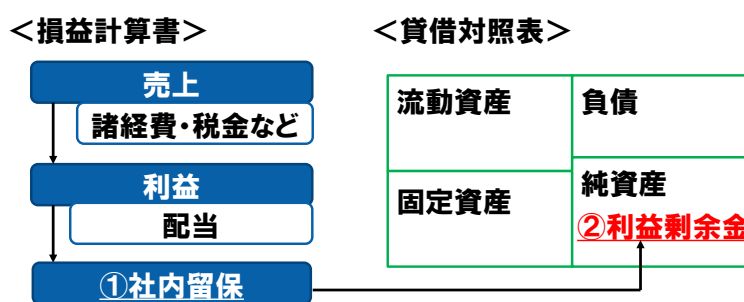 ＜損益計算書＞
売上
諸経費・税金など
利益
配当
①社内留保
＜貸借対照表＞
流動資産
負債
固定資産
純資産
②利益剰余金